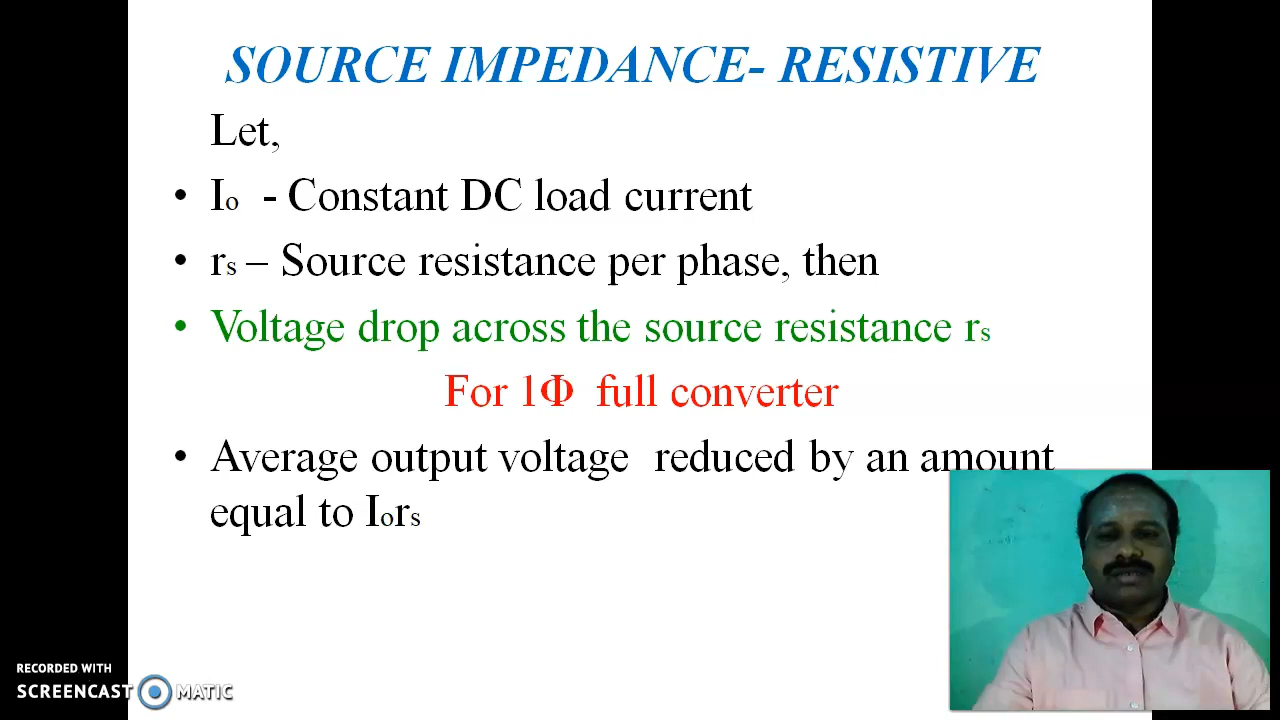 SOURCE IMPEDANCE- RESISTIVE
Let,
• Io - Constant DC load current
• rs – Source resistance per phase, then
• Voltage drop across the source resistance rs
For 1Φ full converter
• Average output voltage reduced by an amount
equal to Iors
RECORDED WITH
SCREENCAST MATIC